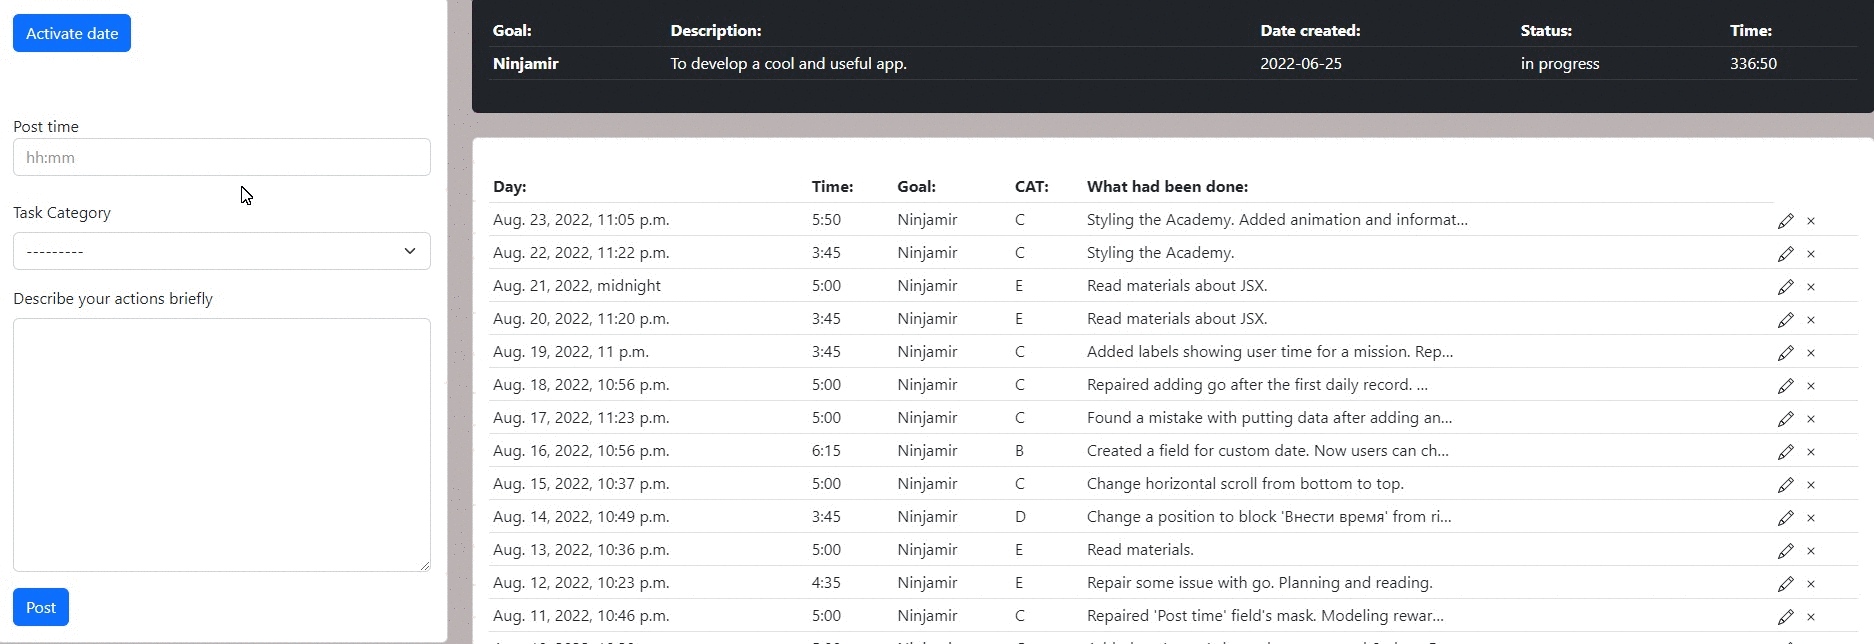 Activate date
Post time
hh:mm
Task Category
---------
Describe your actions briefly
Post
Goal: Description: Date created: Status: Time:
Ninjamir To develop a cool and useful app. 2022-06-25 in progress 336:50
Day: Time: Goal: CAT: What had been done:
Aug. 23, 2022, 11:05 p.m. 5:50 Ninjamir C Styling the Academy. Added animation and informat...
Aug. 22, 2022, 11:22 p.m. 3:45 Ninjamir C Styling the Academy.
Aug. 21, 2022, midnight 5:00 Ninjamir E Read materials about JSX.
Aug. 20, 2022, 11:20 p.m. 3:45 Ninjamir E Read materials about JSX.
Aug. 19, 2022, 11 p.m. 3:45 Ninjamir C Added labels showing user time for a mission. Rep...
Aug. 18, 2022, 10:56 p.m. 5:00 Ninjamir C Repaired adding go after the first daily record. ...
Aug. 17, 2022, 11:23 p.m. 5:00 Ninjamir C Found a mistake with putting data after adding an...
Aug. 16, 2022, 10:56 p.m. 6:15 Ninjamir B Created a field for custom date. Now users can ch...
Aug. 15, 2022, 10:37 p.m. 5:00 Ninjamir C Change horizontal scroll from bottom to top.
Aug. 14, 2022, 10:49 p.m. 3:45 Ninjamir D Change a position to block 'Внести время' from ri...
Aug. 13, 2022, 10:36 p.m. 5:00 Ninjamir E Read materials.
Aug. 12, 2022, 10:23 p.m. 4:35 Ninjamir E Repair some issue with go. Planning and reading.
Aug. 11, 2022, 10:46 p.m. 5:00 Ninjamir C Repaired 'Post time' field's mask. Modeling rewar...